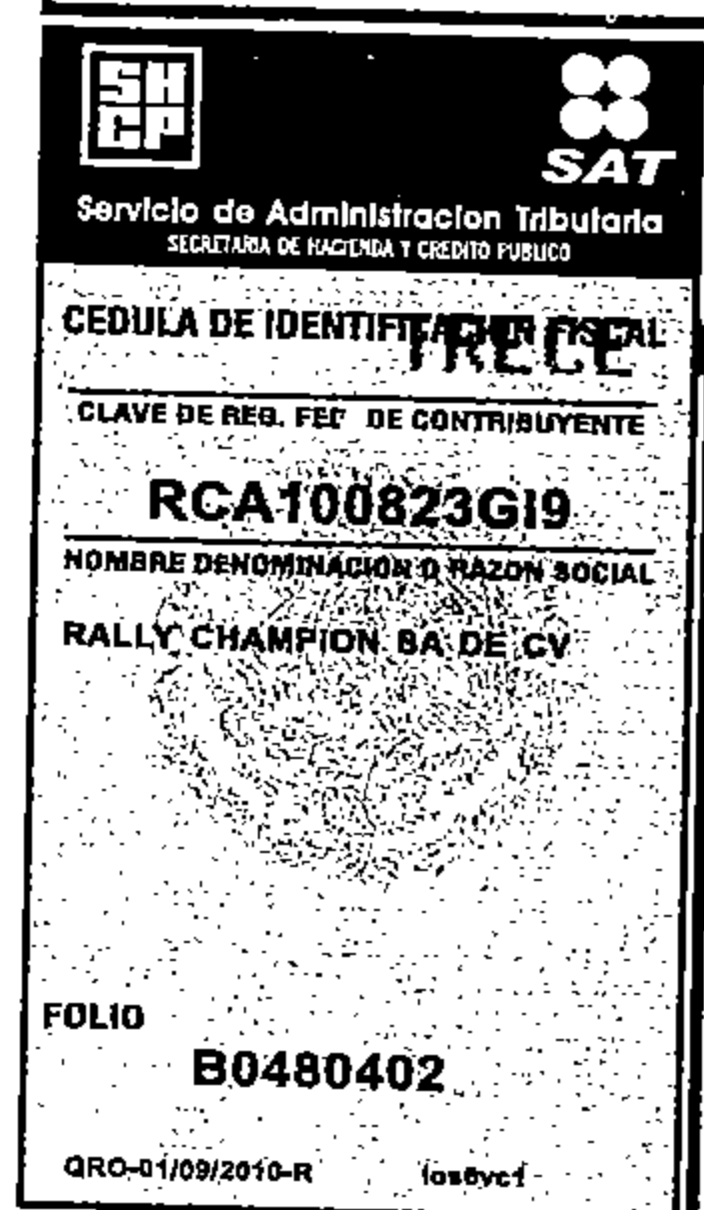 SH
CP
SAT
Servicio de Administracion Tributaria
SECRETARIA DE HACIENDA Y CREDITO PUBLICO
CEDULA DE IDENTIFICACION FISCAL
TRECE
CLAVE DE REG. FED DE CONTRIBUYENTE
RCA100823GI9
NOMBRE DENOMINACION O RAZON SOCIAL
RALLY CHAMPION SA DE CV
FOLIO
B0480402
QRO-01/09/2010-R